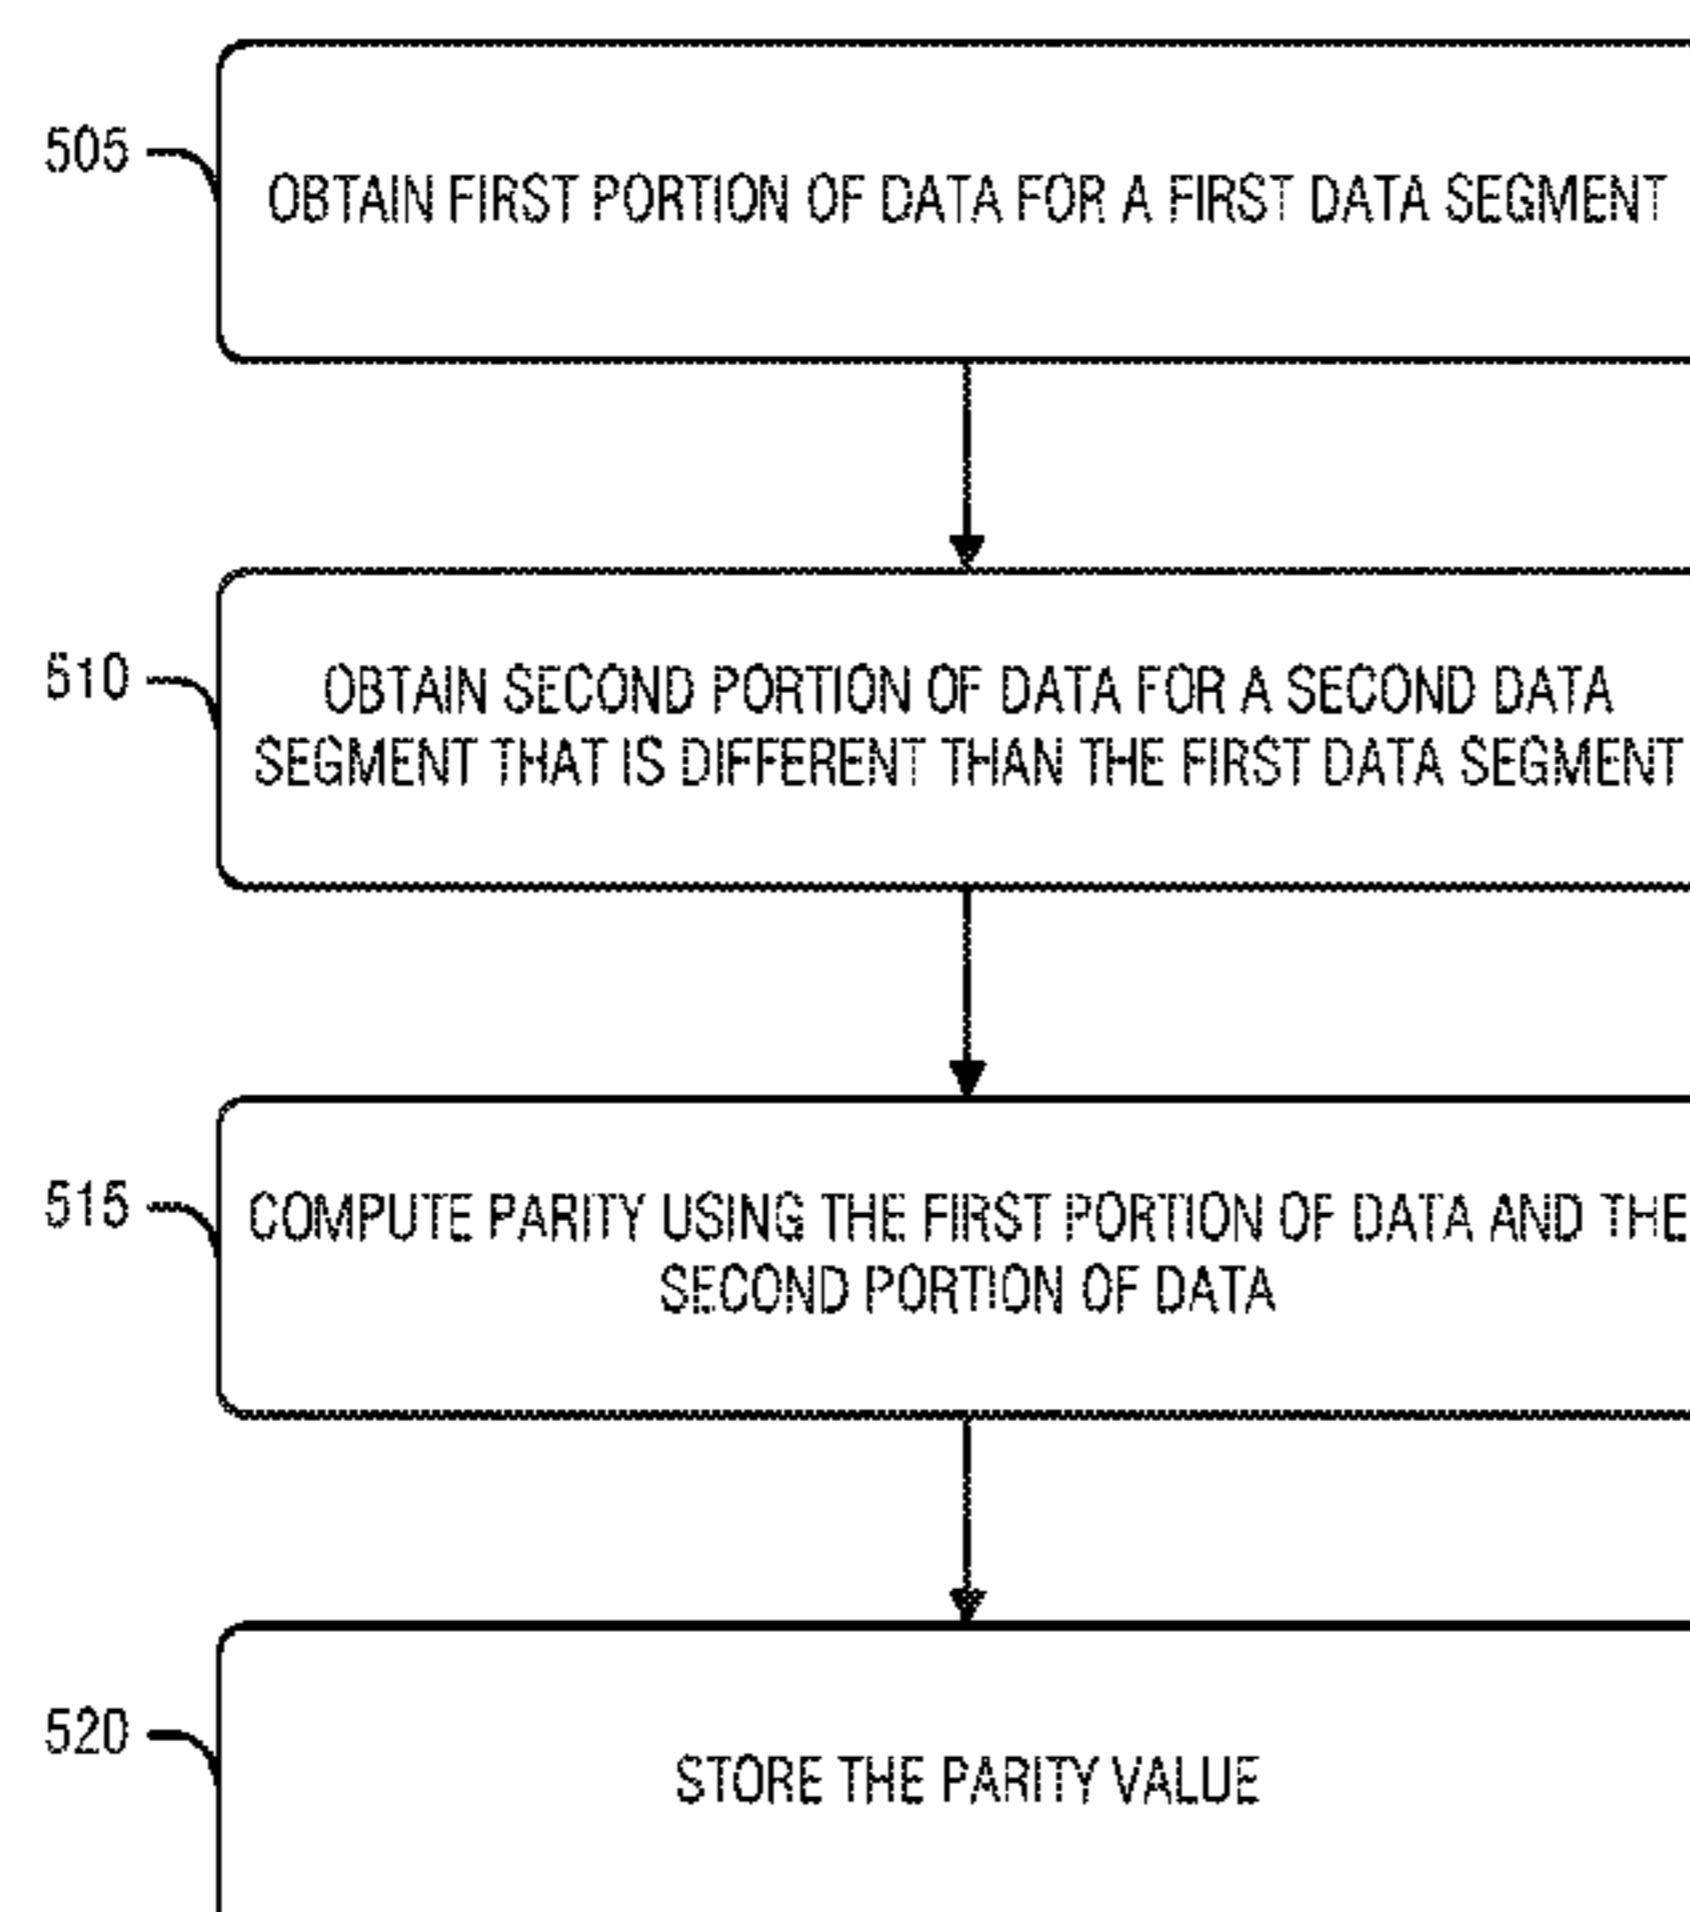 505
OBTAIN FIRST PORTION OF DATA FOR A FIRST DATA SEGMENT
510
OBTAIN SECOND PORTION OF DATA FOR A SECOND DATA
SEGMENT THAT IS DIFFERENT THAN THE FIRST DATA SEGMENT
515
COMPUTE PARITY USING THE FIRST PORTION OF DATA AND THE
SECOND PORTION OF DATA
520
STORE THE PARITY VALUE